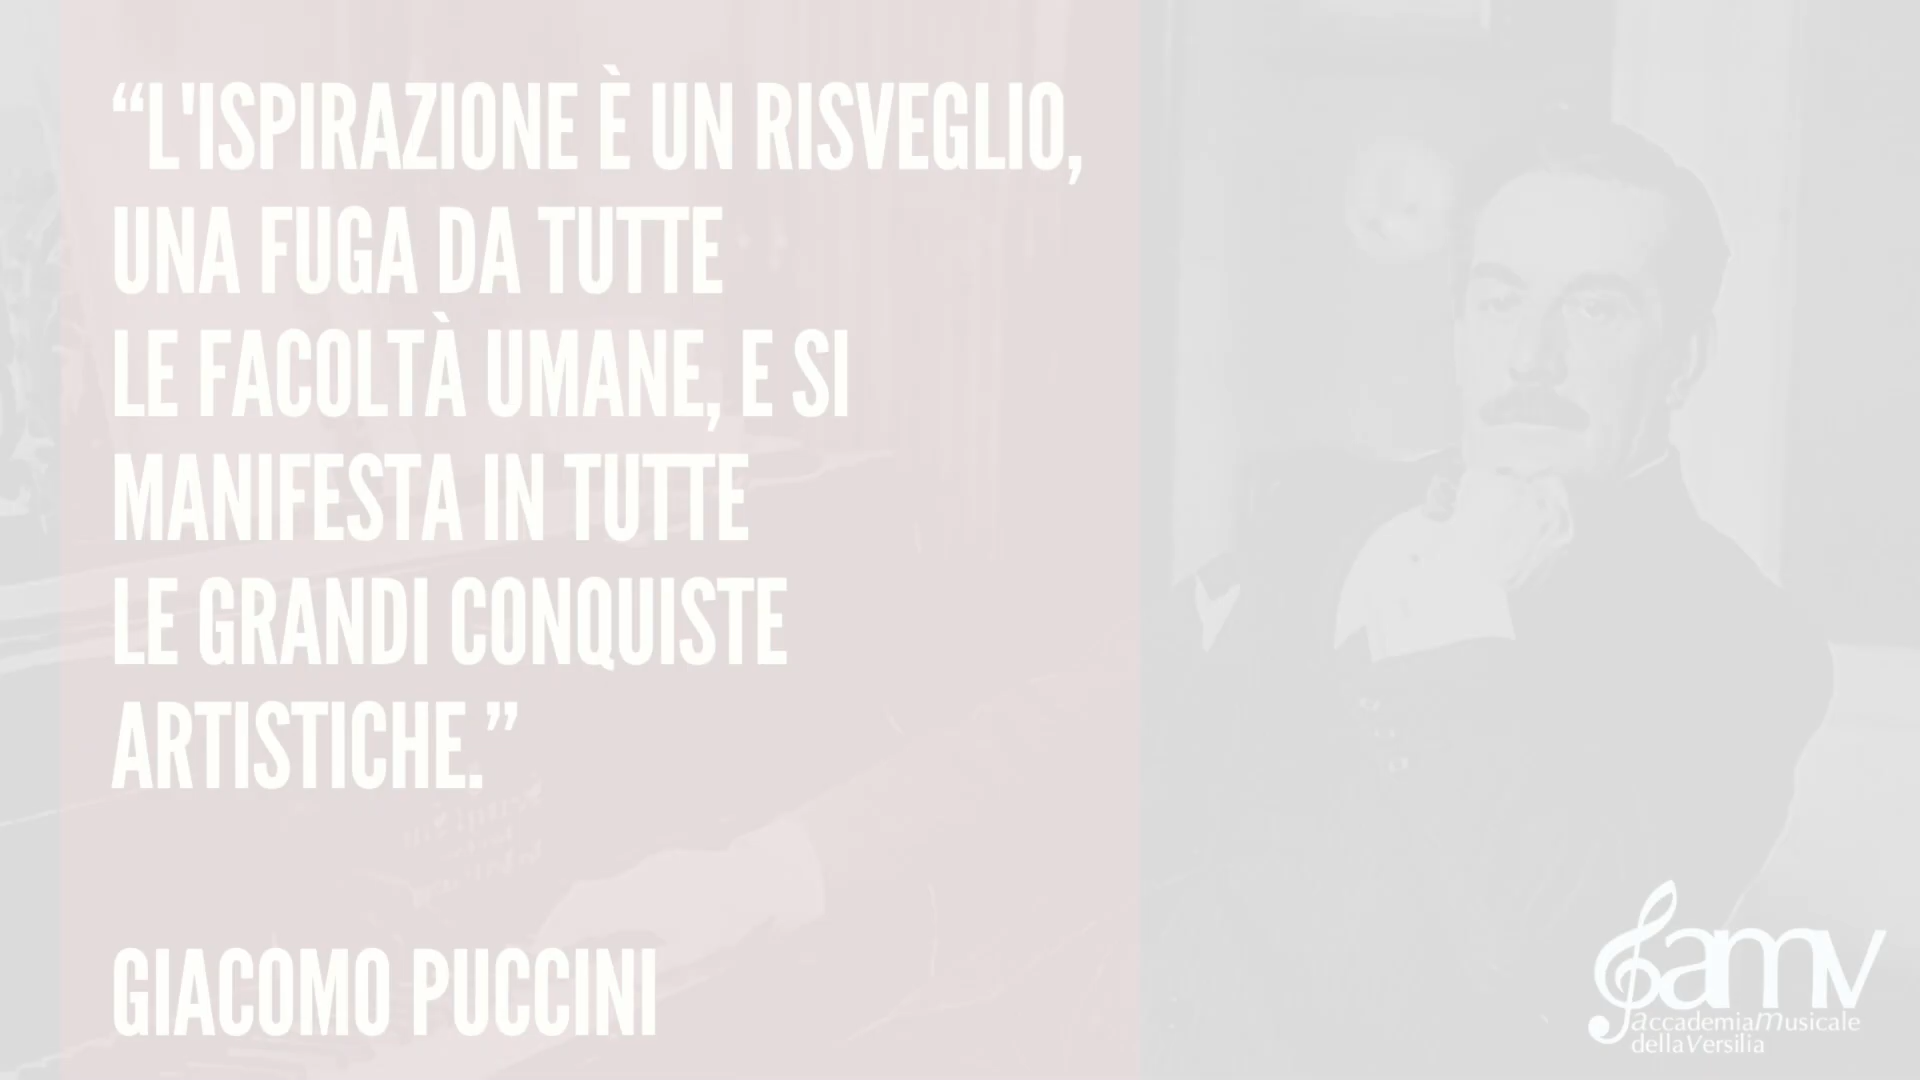 “L'ISPIRAZIONE È UN RISVEGLIO,
UNA FUGA DA TUTTE
LE FACOLTÀ UMANE, E SI
MANIFESTA IN TUTTE
LE GRANDI CONQUISTE
ARTISTICHE.”
GIACOMO PUCCINI
amv
accademiaMusicale
dellaVersilia